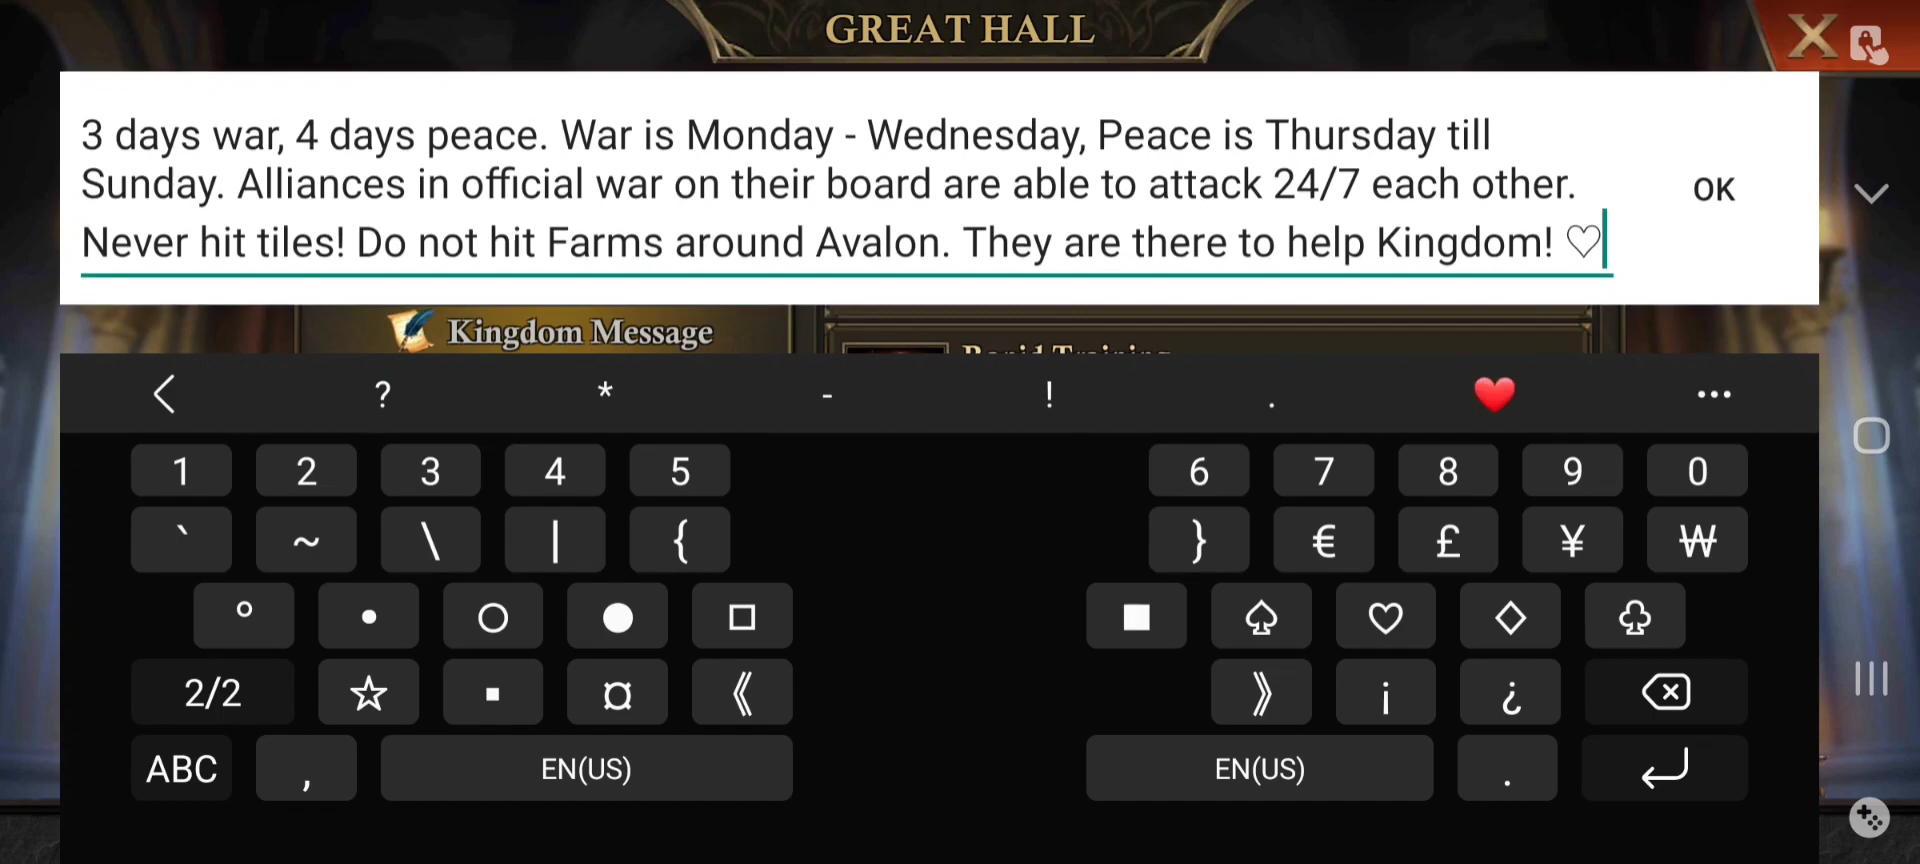 GREAT HALL
3 days war, 4 days peace. War is Monday - Wednesday, Peace is Thursday till
Sunday. Alliances in official war on their board are able to attack 24/7 each other.
Never hit tiles! Do not hit Farms around Avalon. They are there to help Kingdom! ♡
OK
Kingdom Message
Rapid Training
? * - ! . ❤️ ...
1 2 3 4 5 6 7 8 9 0
` ~ \ | { } € £ ¥ ₩
° • ○ ● □ ■ ♤ ♡ ◇ ♧
2/2 ☆ ▪ ¤ 《 》 ¡ ¿
ABC , EN(US) EN(US) .